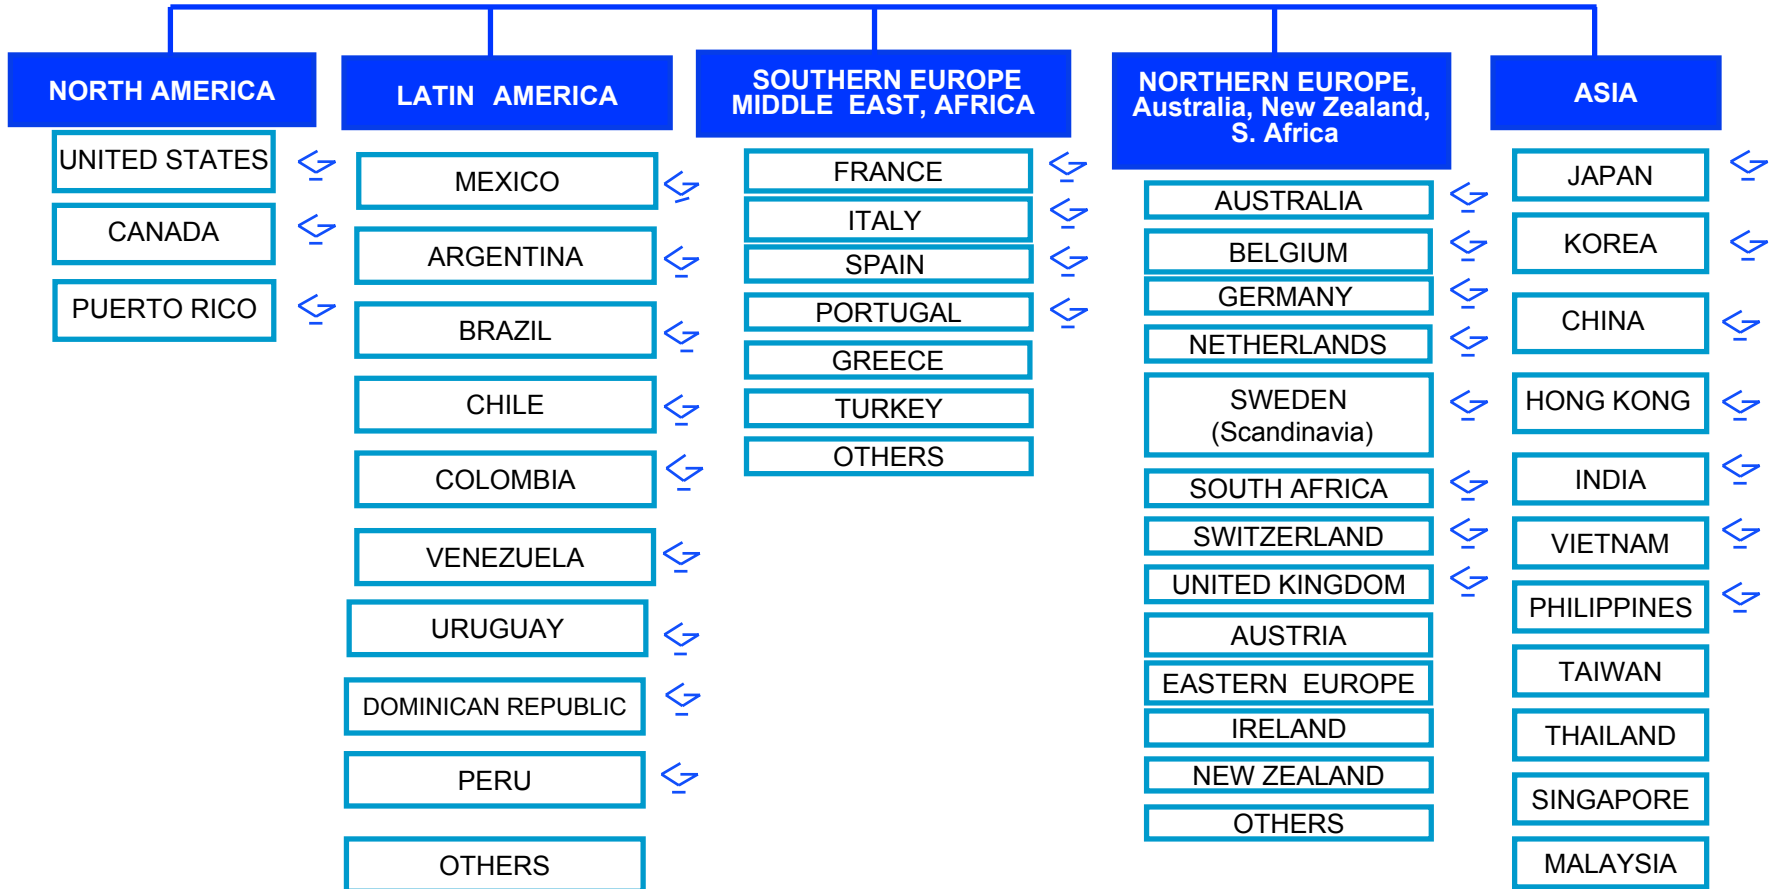 NORTH AMERICA
UNITED STATES
CANADA
PUERTO RICO
LATIN AMERICA
MEXICO
ARGENTINA
BRAZIL
CHILE
COLOMBIA
VENEZUELA
URUGUAY
DOMINICAN REPUBLIC
PERU
OTHERS
SOUTHERN EUROPE
MIDDLE EAST, AFRICA
FRANCE
ITALY
SPAIN
PORTUGAL
GREECE
TURKEY
OTHERS
NORTHERN EUROPE,
Australia, New Zealand,
S. Africa
AUSTRALIA
BELGIUM
GERMANY
NETHERLANDS
SWEDEN
(Scandinavia)
SOUTH AFRICA
SWITZERLAND
UNITED KINGDOM
AUSTRIA
EASTERN EUROPE
IRELAND
NEW ZEALAND
OTHERS
ASIA
JAPAN
KOREA
CHINA
HONG KONG
INDIA
VIETNAM
PHILIPPINES
TAIWAN
THAILAND
SINGAPORE
MALAYSIA